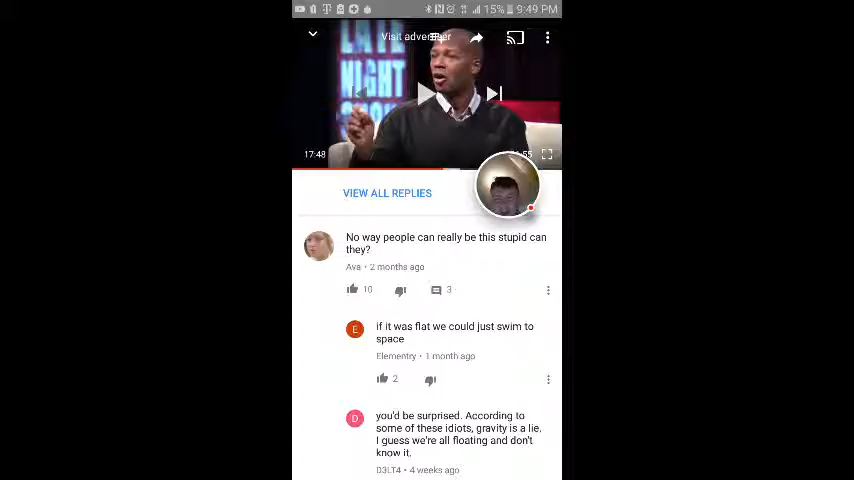 15% 9:49 PM
Visit advertiser
LATE
NIGHT
17:48
VIEW ALL REPLIES
No way people can really be this stupid can
they?
Ava • 2 months ago
10
3
E
if it was flat we could just swim to
space
Elementry • 1 month ago
2
D
you'd be surprised. According to
some of these idiots, gravity is a lie.
I guess we're all floating and don't
know it.
D3LT4 • 4 weeks ago